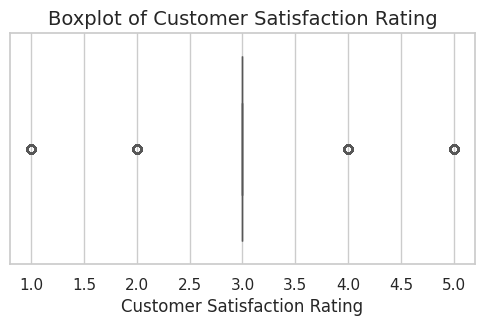 Boxplot of Customer Satisfaction Rating
1.0 1.5 2.0 2.5 3.0 3.5 4.0 4.5 5.0
Customer Satisfaction Rating